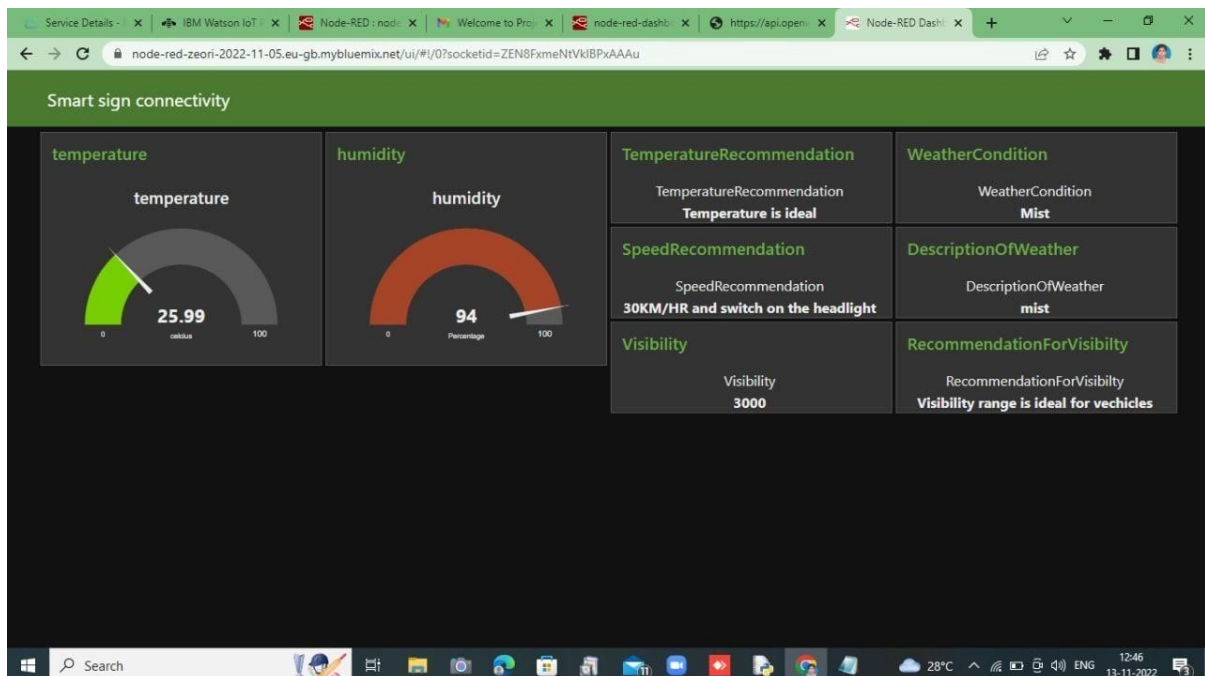 Service Details -
IBM Watson IoT
Node-RED : node
Welcome to Proj
node-red-dashb
https://api.open
Node-RED Dash
node-red-zeori-2022-11-05.eu-gb.mybluemix.net/ui/#!/0?socketid=ZEN8FxmeNtVkIBPxAAAu
Smart sign connectivity
temperature
temperature
25.99
0 celcius 100
humidity
humidity
94
0 Percentage 100
TemperatureRecommendation
TemperatureRecommendation
Temperature is ideal
WeatherCondition
WeatherCondition
Mist
SpeedRecommendation
SpeedRecommendation
30KM/HR and switch on the headlight
DescriptionOfWeather
DescriptionOfWeather
mist
Visibility
Visibility
3000
RecommendationForVisibilty
RecommendationForVisibilty
Visibility range is ideal for vechicles
Search
11
28°C
ENG
12:46
13-11-2022
3